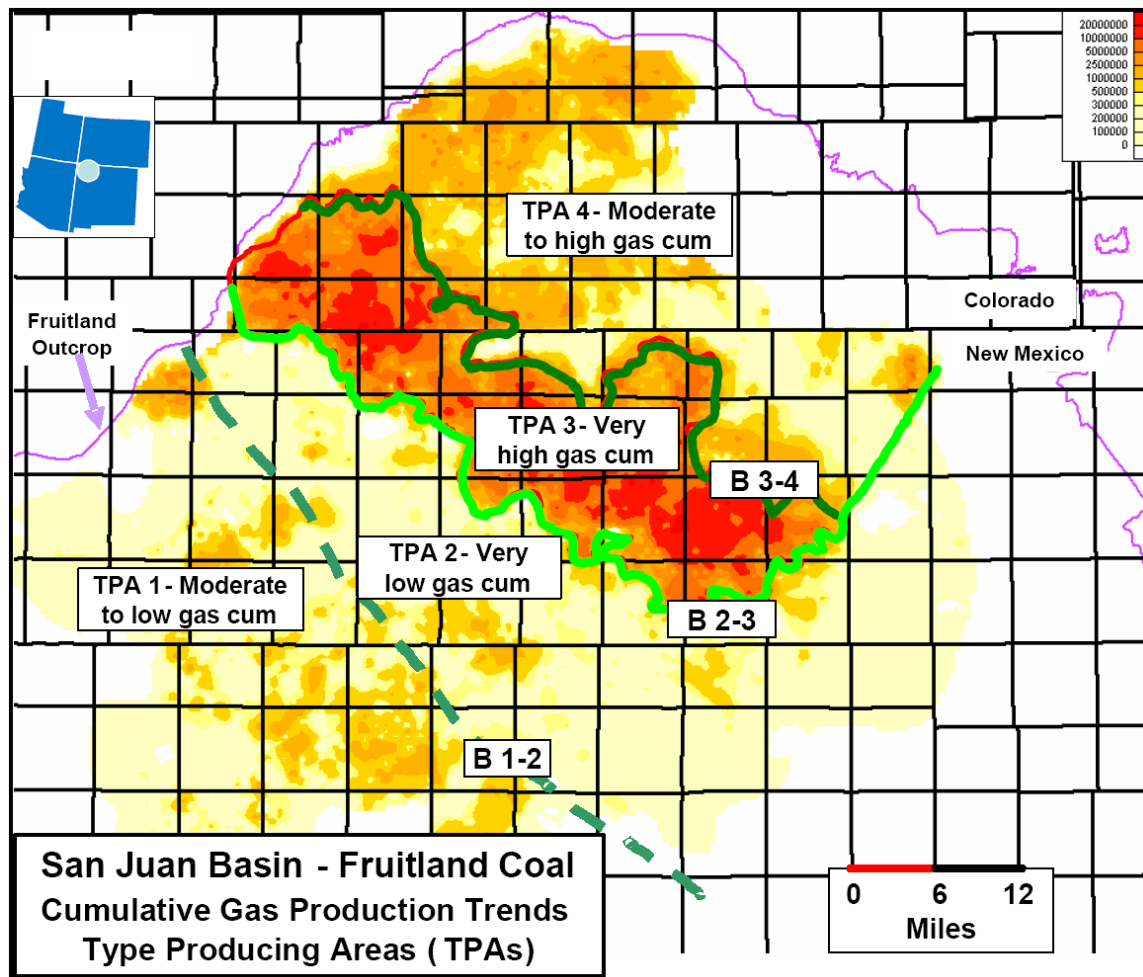 20000000
10000000
5000000
2500000
1000000
500000
300000
200000
100000
0
TPA 4 - Moderate
to high gas cum
Colorado
Fruitland
Outcrop
New Mexico
TPA 3 - Very
high gas cum
B 3-4
TPA 2 - Very
low gas cum
TPA 1 - Moderate
to low gas cum
B 2-3
B 1-2
San Juan Basin - Fruitland Coal
Cumulative Gas Production Trends
Type Producing Areas ( TPAs)
0 6 12
Miles